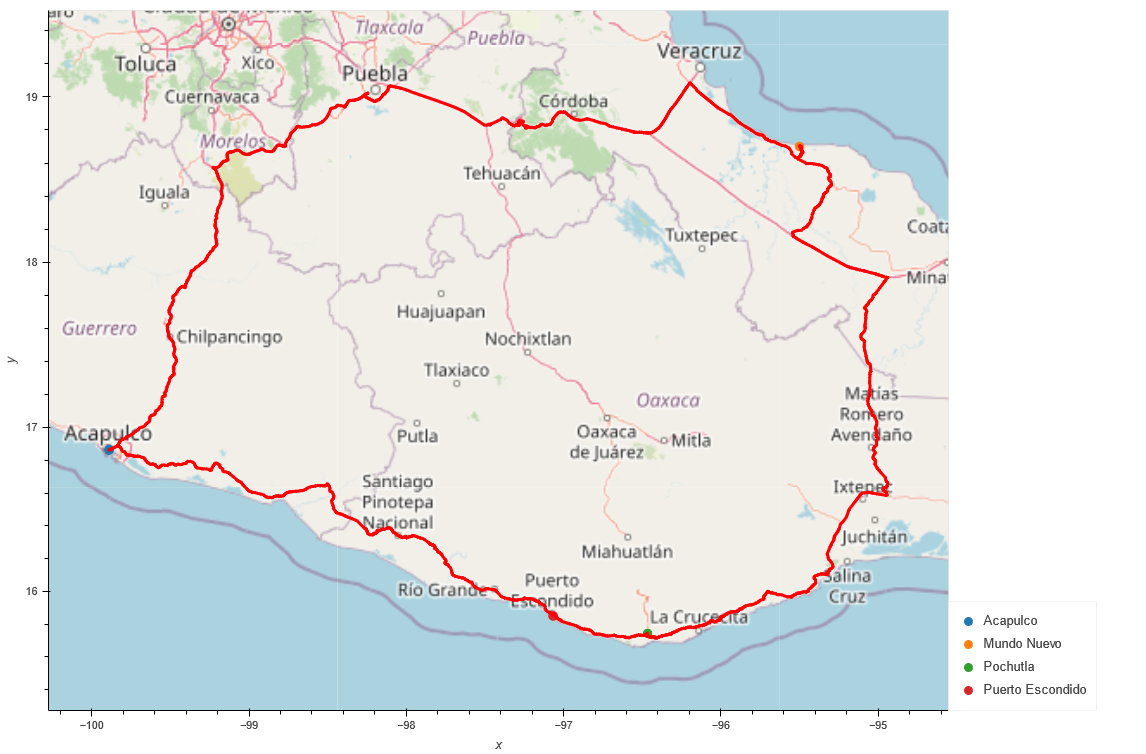 Ciudad de México
Tlaxcala
Puebla
Veracruz
Toluca
Xico
Puebla
Cuernavaca
Córdoba
Morelos
Tehuacán
Iguala
Tuxtepec
Coatz
Minat
Huajuapan
Guerrero
Chilpancingo
Nochixtlan
Tlaxiaco
Oaxaca
Matías
Romero
Avendaño
Acapulco
Putla
Oaxaca
de Juárez
Mitla
Santiago
Pinotepa
Nacional
Ixtepec
Juchitán
Miahuatlán
Salina
Cruz
Río Grande
Puerto
Escondido
La Crucecita
19
18
17
16
y
−100
−99
−98
−97
−96
−95
x
Acapulco
Mundo Nuevo
Pochutla
Puerto Escondido